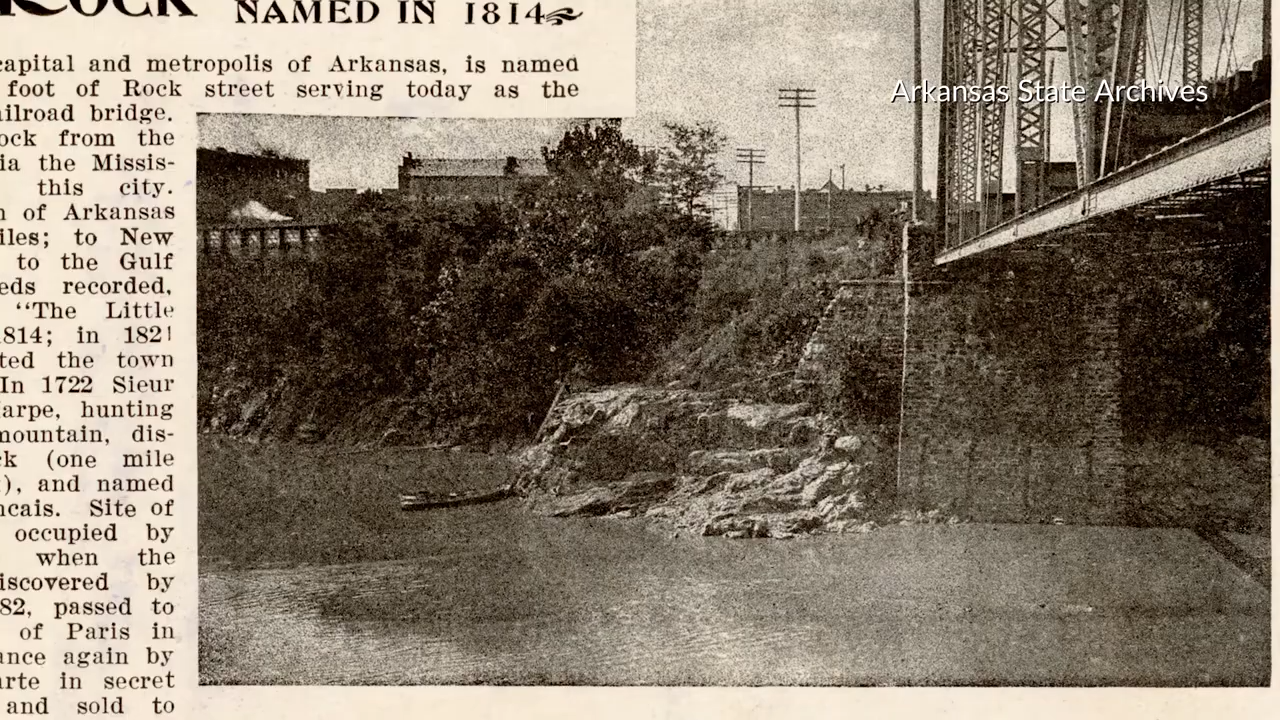 ROCK NAMED IN 1814
capital and metropolis of Arkansas, is named
foot of Rock street serving today as the
ailroad bridge.
Arkansas State Archives
ock from the
ia the Missis-
this city.
n of Arkansas
iles; to New
to the Gulf
eds recorded,
"The Little
1814; in 1821
ted the town
In 1722 Sieur
arpe, hunting
mountain, dis-
ck (one mile
), and named
ncais. Site of
occupied by
when the
iscovered by
82, passed to
of Paris in
ance again by
arte in secret
and sold to